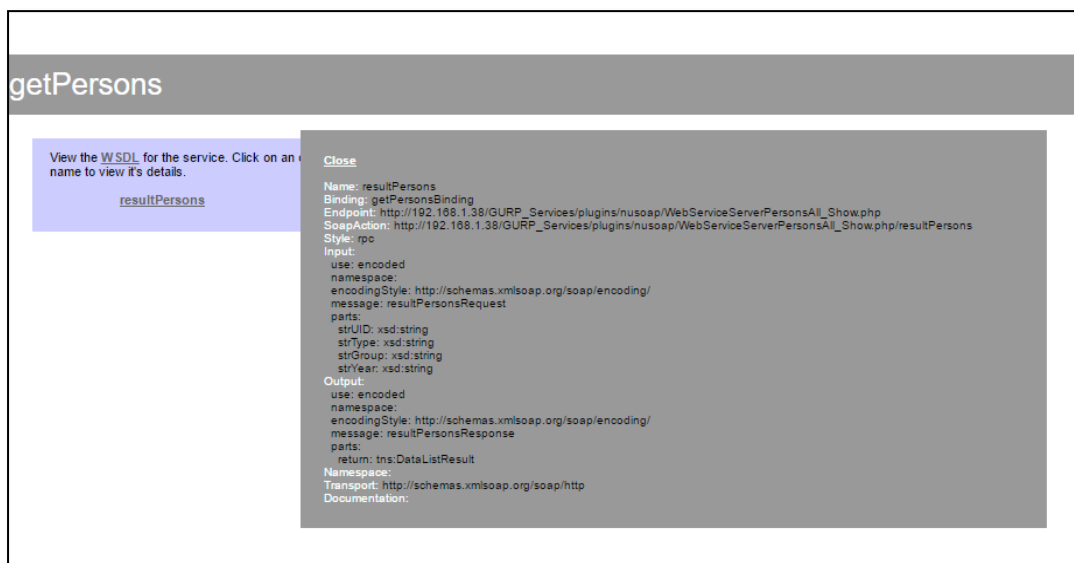 getPersons
View the WSDL for the service. Click on an
name to view it's details.
resultPersons
Close
Name: resultPersons
Binding: getPersonsBinding
Endpoint: http://192.168.1.38/GURP_Services/plugins/nusoap/WebServiceServerPersonsAll_Show.php
SoapAction: http://192.168.1.38/GURP_Services/plugins/nusoap/WebServiceServerPersonsAll_Show.php/resultPersons
Style: rpc
Input:
use: encoded
namespace:
encodingStyle: http://schemas.xmlsoap.org/soap/encoding/
message: resultPersonsRequest
parts:
strUID: xsd:string
strType: xsd:string
strGroup: xsd:string
strYear: xsd:string
Output:
use: encoded
namespace:
encodingStyle: http://schemas.xmlsoap.org/soap/encoding/
message: resultPersonsResponse
parts:
return: tns:DataListResult
Namespace:
Transport: http://schemas.xmlsoap.org/soap/http
Documentation: